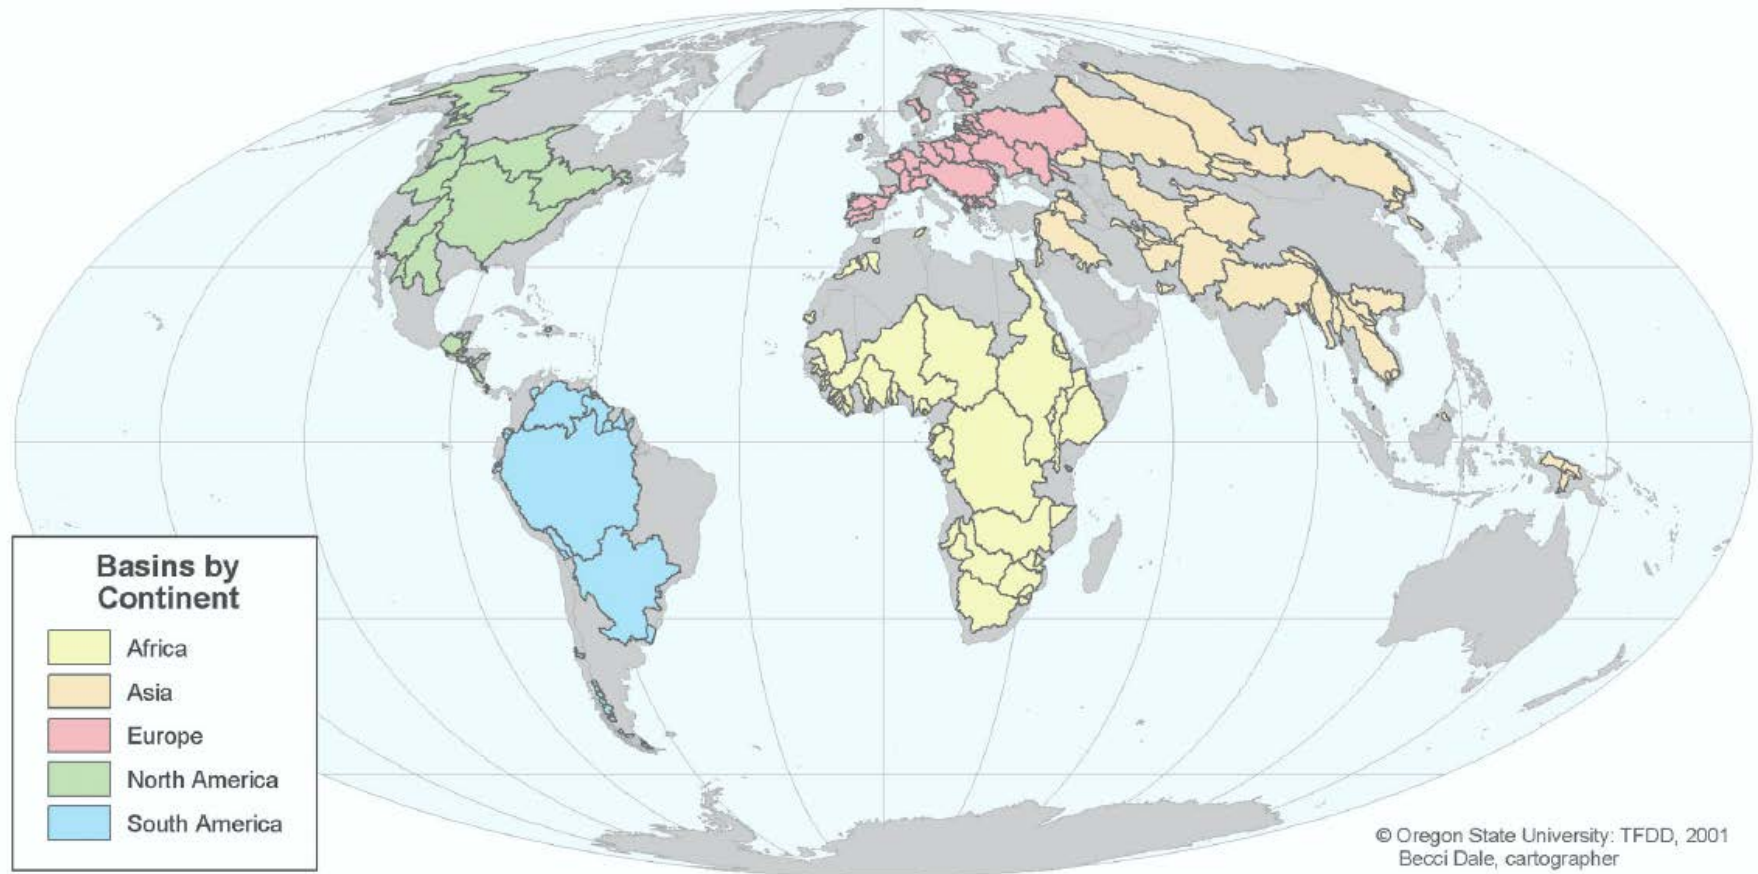 Basins by
Continent
Africa
Asia
Europe
North America
South America
© Oregon State University: TFDD, 2001
Becci Dale, cartographer